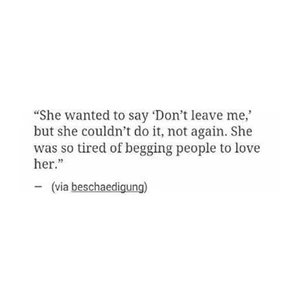 “She wanted to say ‘Don’t leave me,’
but she couldn’t do it, not again. She
was so tired of begging people to love
her.”
– (via beschaedigung)